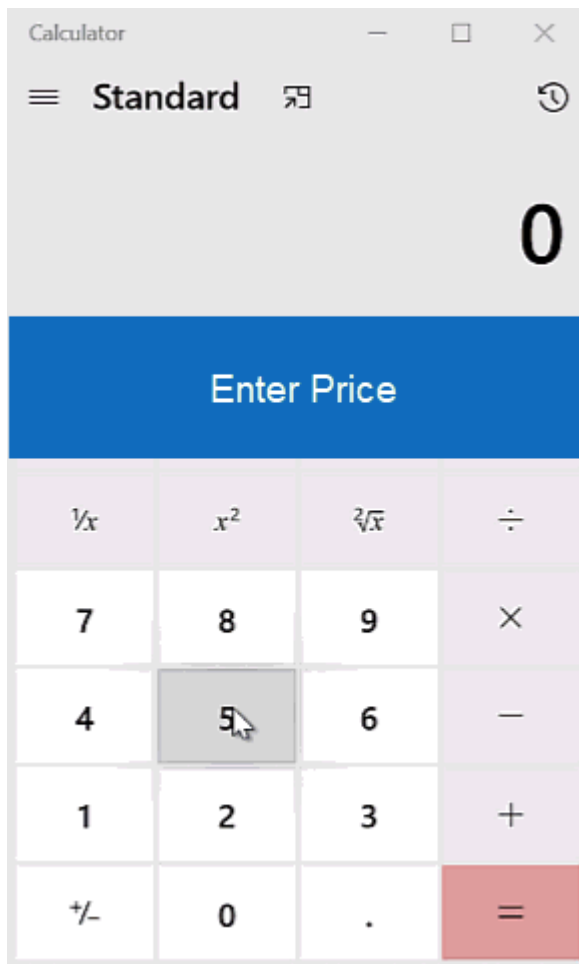 Calculator
Standard
0
Enter Price
⅟x x² ²√x ÷
7 8 9 ×
4 5 6 −
1 2 3 +
+/− 0 . =